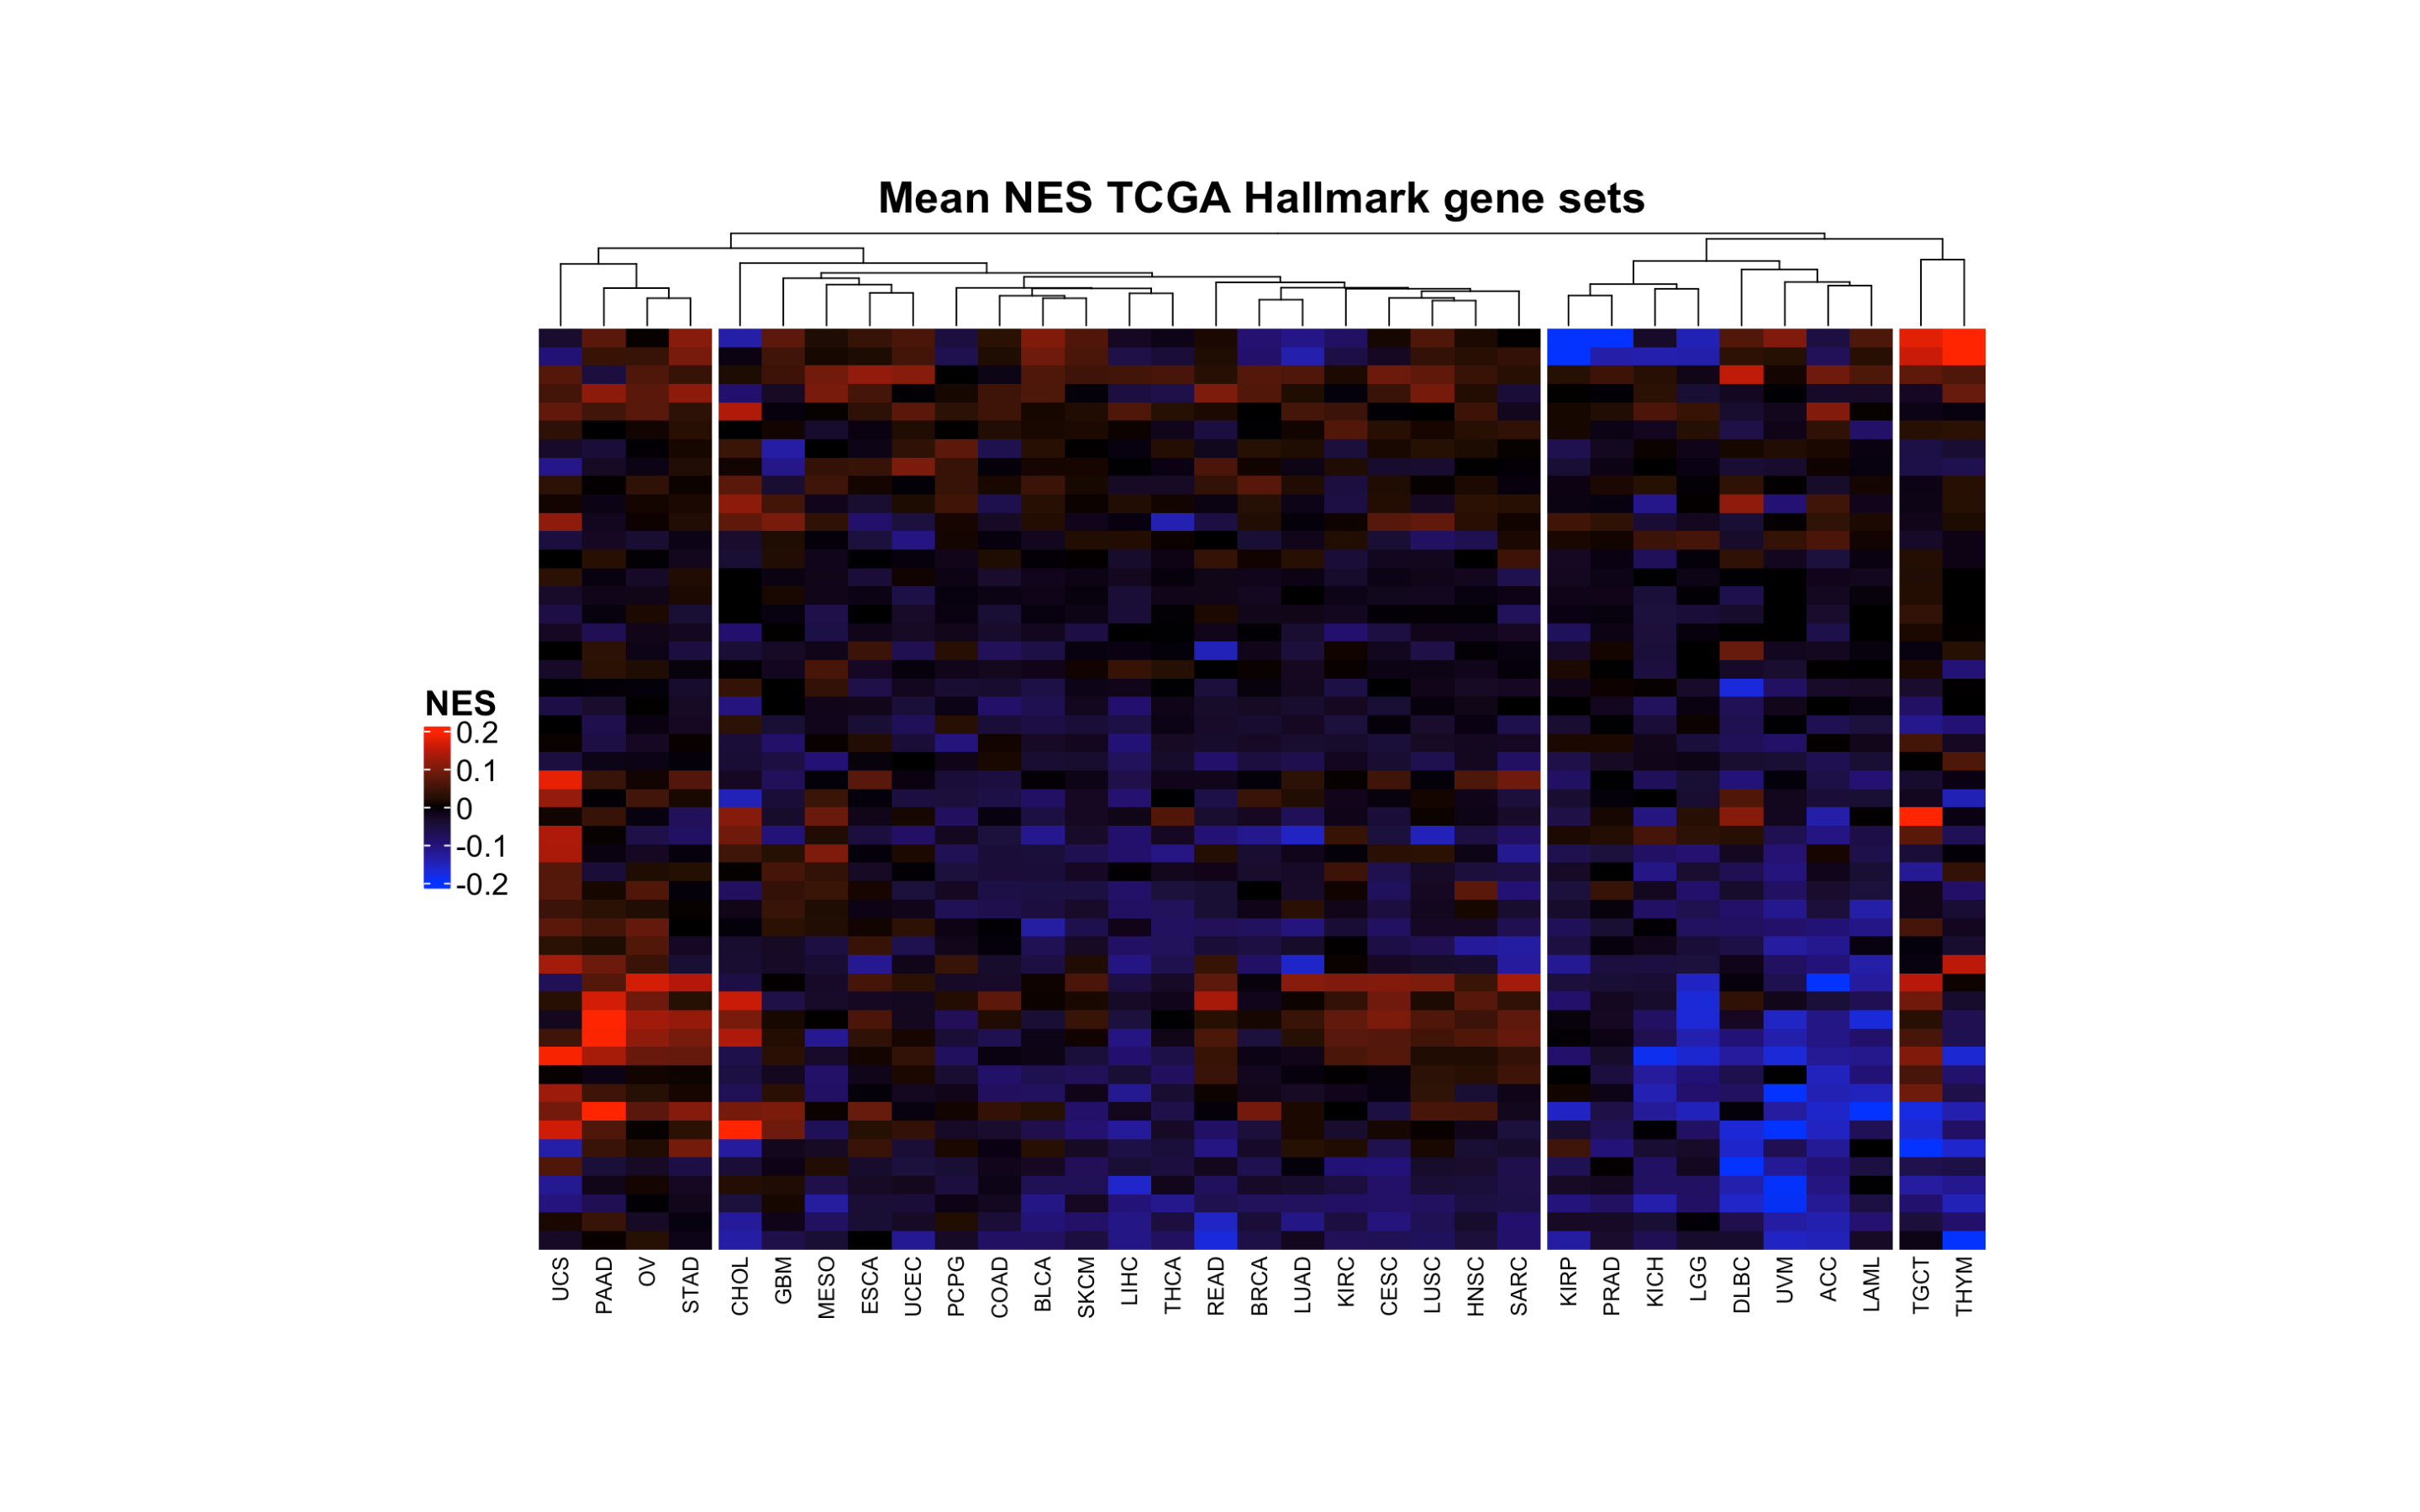 Mean NES TCGA Hallmark gene sets
NES
0.2
0.1
0
-0.1
-0.2
UCS PAAD OV STAD CHOL GBM MESO ESCA UCEC PCPG COAD BLCA SKCM LIHC THCA READ BRCA LUAD KIRC CESC LUSC HNSC SARC KIRP PRAD KICH LGG DLBC UVM ACC LAML TGCT THYM